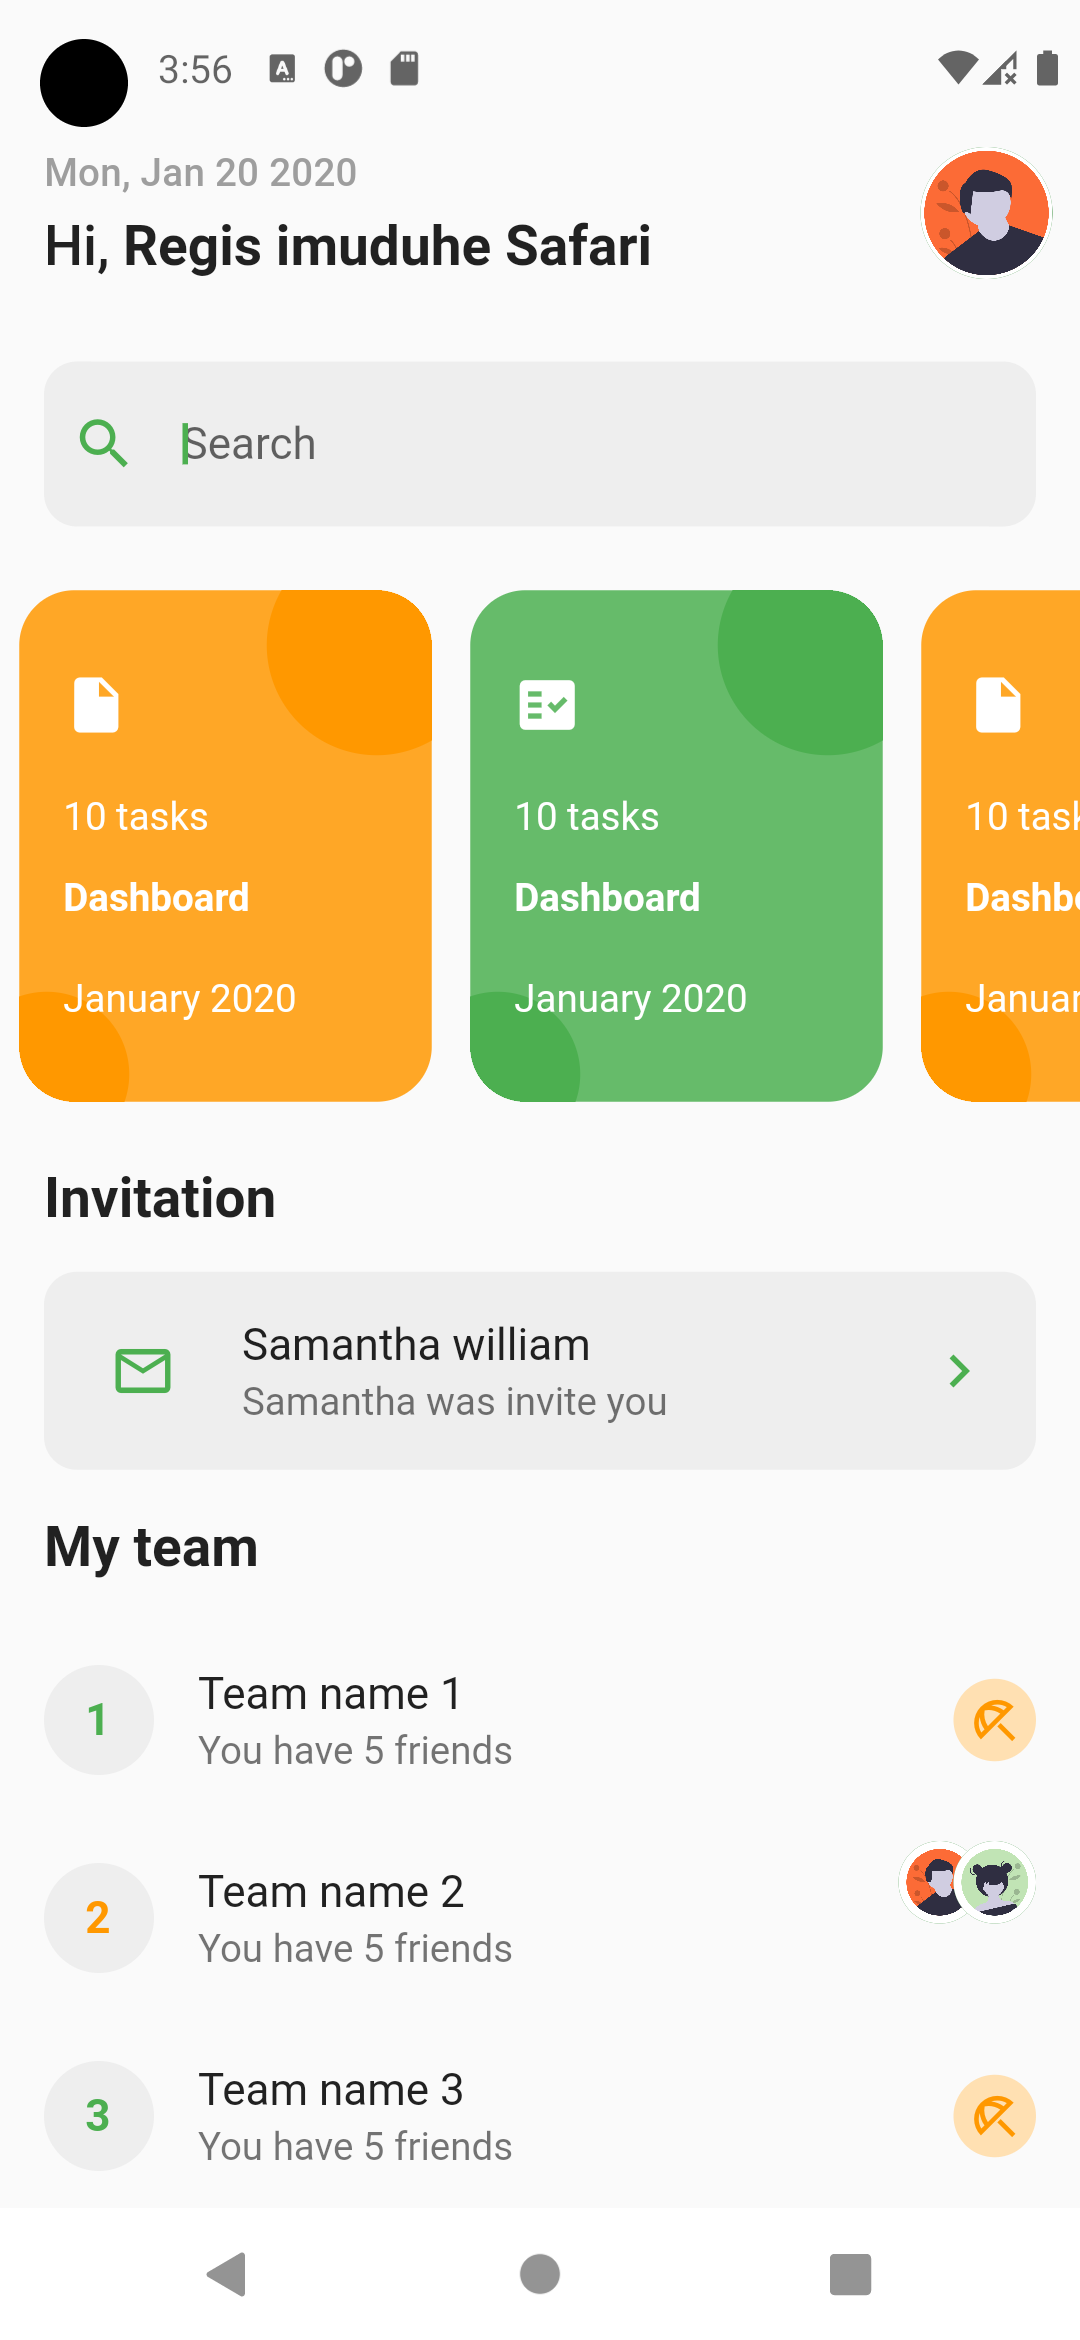 3:56
Mon, Jan 20 2020
Hi, Regis imuduhe Safari
Search
10 tasks
Dashboard
January 2020
10 tasks
Dashboard
January 2020
10 task
Dashbo
Januar
Invitation
Samantha william
Samantha was invite you
My team
1
Team name 1
You have 5 friends
2
Team name 2
You have 5 friends
3
Team name 3
You have 5 friends